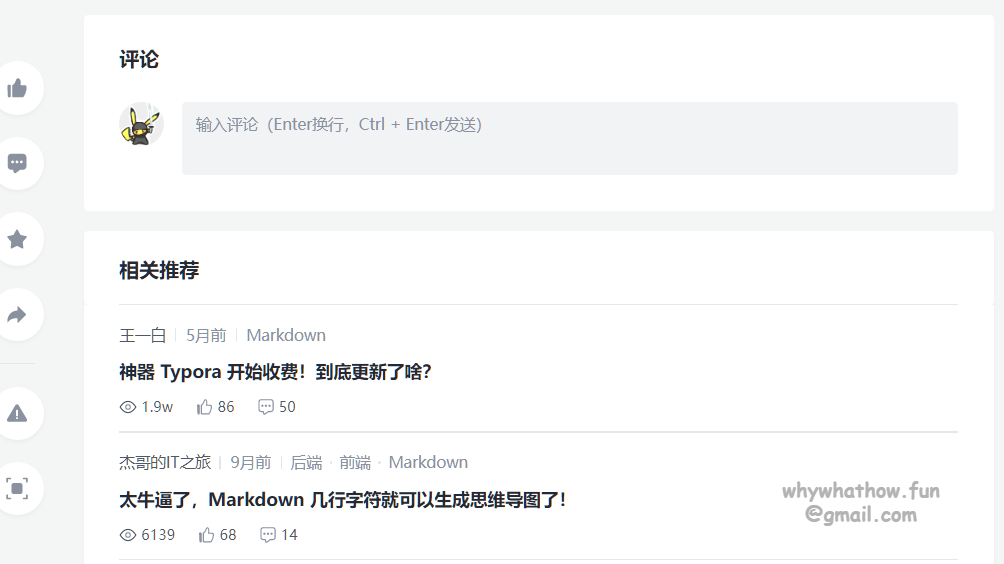 评论
输入评论（Enter换行，Ctrl + Enter发送）
相关推荐
王一白 | 5月前 | Markdown
神器 Typora 开始收费！到底更新了啥？
1.9w 86 50
杰哥的IT之旅 | 9月前 | 后端 · 前端 · Markdown
太牛逼了，Markdown 几行字符就可以生成思维导图了！
6139 68 14
whywhathow.fun
@gmail.com